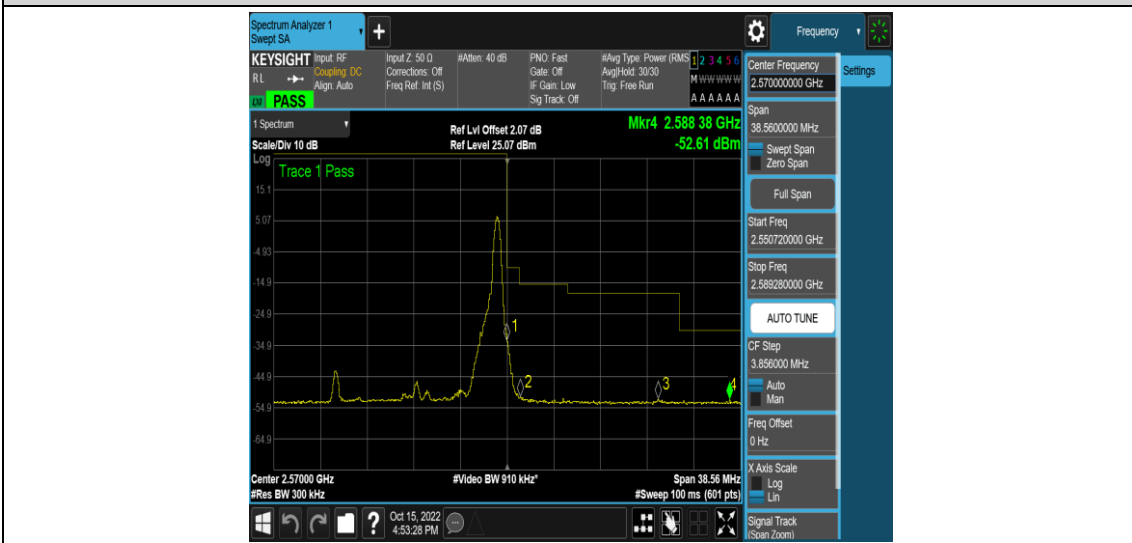 Spectrum Analyzer 1
Swept SA
+
Frequency
KEYSIGHT
RL
LXI PASS
Input: RF
Coupling: DC
Align: Auto
Input Z: 50 Ω
Corrections: Off
Freq Ref: Int (S)
#Atten: 40 dB
PNO: Fast
Gate: Off
IF Gain: Low
Sig Track: Off
#Avg Type: Power (RMS
Avg|Hold: 30/30
Trig: Free Run
1 2 3 4 5 6
M W W W W W
A A A A A A
1 Spectrum
Scale/Div 10 dB
Ref Lvl Offset 2.07 dB
Ref Level 25.07 dBm
Mkr4 2.588 38 GHz
-52.61 dBm
Log
Trace 1 Pass
15.1
5.07
-4.93
-14.9
-24.9
-34.9
-44.9
-54.9
-64.9
1
2
3
4
Center 2.57000 GHz
#Res BW 300 kHz
#Video BW 910 kHz*
Span 38.56 MHz
#Sweep 100 ms (601 pts)
Center Frequency
2.570000000 GHz
Settings
Span
38.5600000 MHz
Swept Span
Zero Span
Full Span
Start Freq
2.550720000 GHz
Stop Freq
2.589280000 GHz
AUTO TUNE
CF Step
3.856000 MHz
Auto
Man
Freq Offset
0 Hz
X Axis Scale
Log
Lin
Signal Track
(Span Zoom)
?
Oct 15, 2022
4:53:28 PM